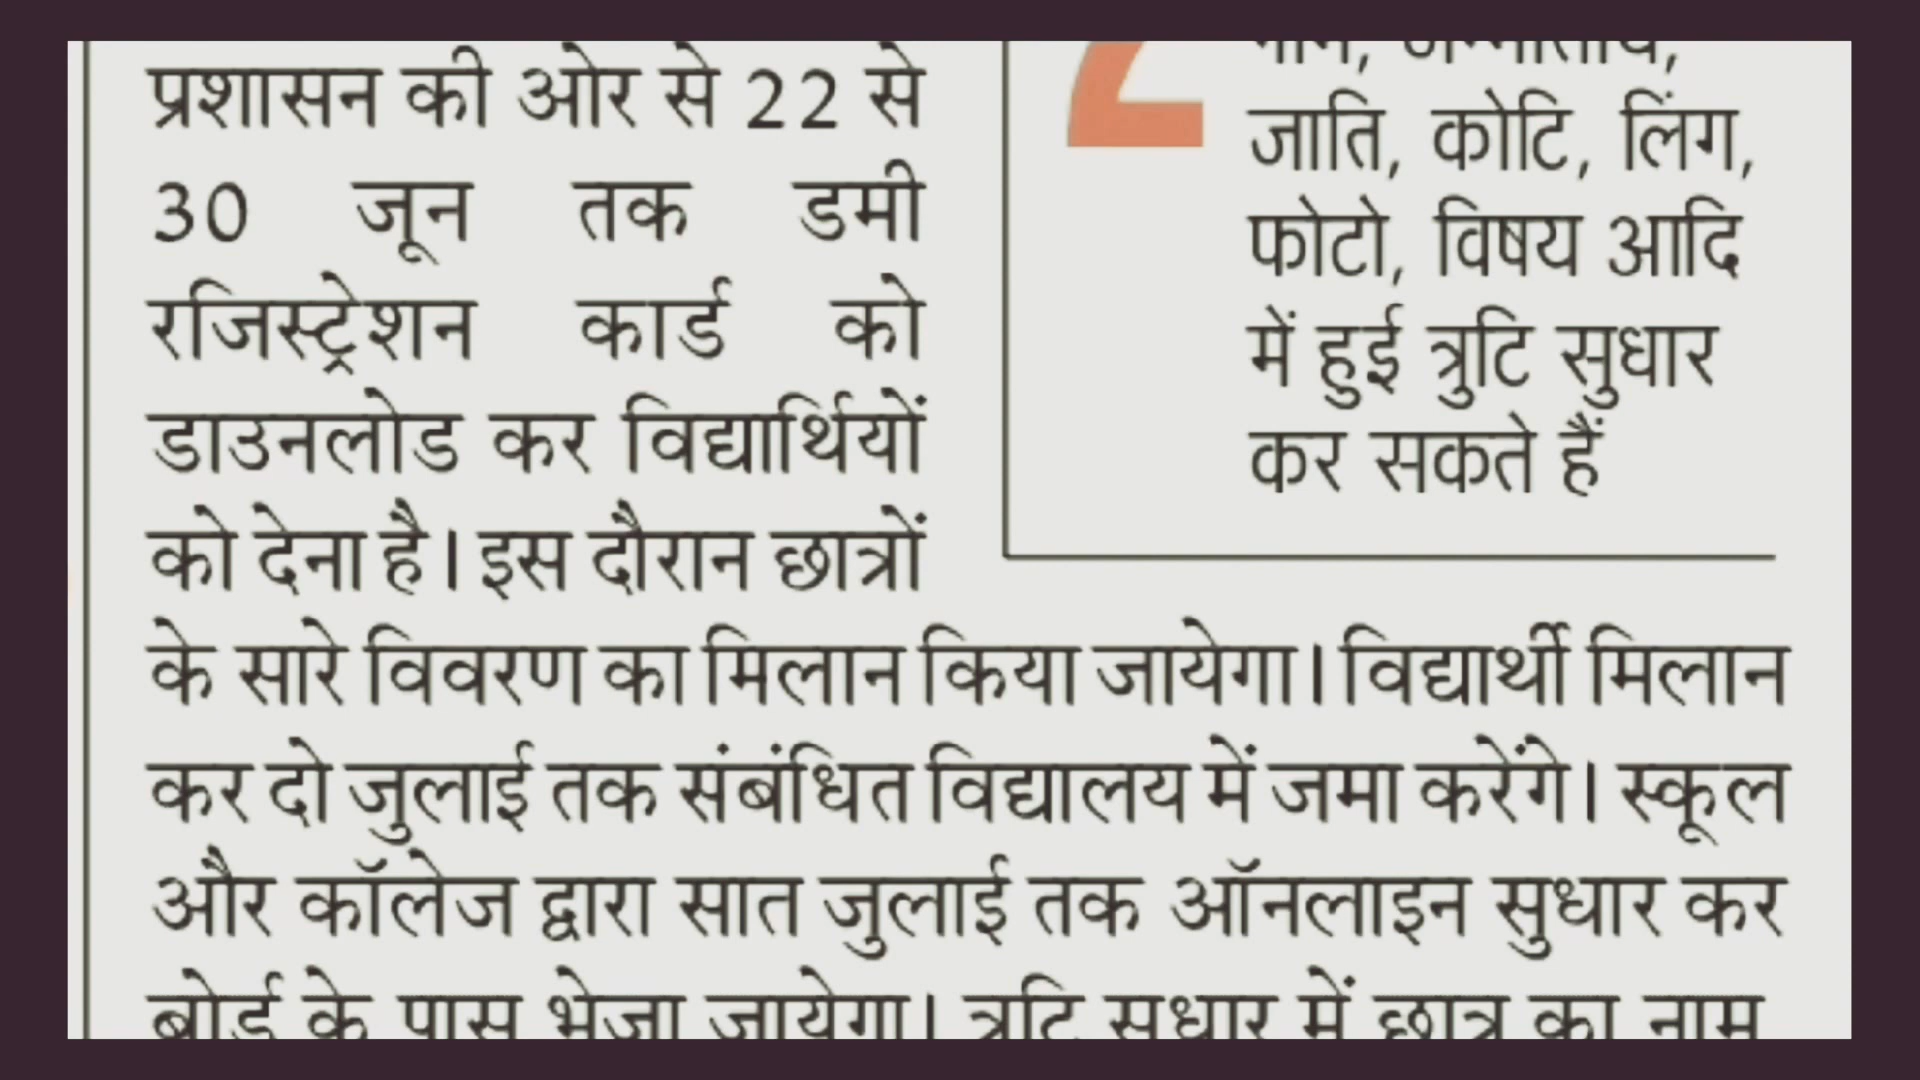 प्रशासन की ओर से 22 से
30 जून तक डमी
रजिस्ट्रेशन कार्ड को
डाउनलोड कर विद्यार्थियों
को देना है। इस दौरान छात्रों
के सारे विवरण का मिलान किया जायेगा। विद्यार्थी मिलान
कर दो जुलाई तक संबंधित विद्यालय में जमा करेंगे। स्कूल
और कॉलेज द्वारा सात जुलाई तक ऑनलाइन सुधार कर
बोर्ड के पास भेजा जायेगा। त्रुटि सुधार में छात्र का नाम
जाति, कोटि, लिंग,
फोटो, विषय आदि
में हुई त्रुटि सुधार
कर सकते हैं